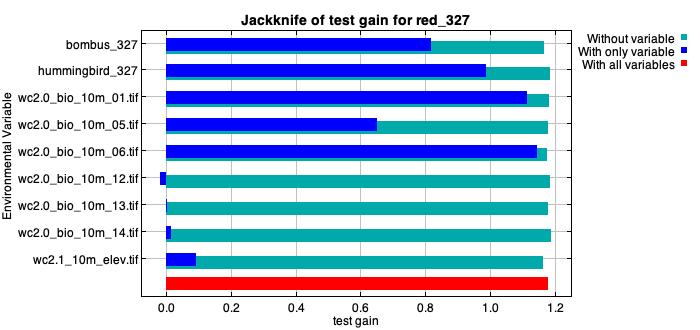 Jackknife of test gain for red_327
Without variable
With only variable
With all variables
Environmental Variable
bombus_327
hummingbird_327
wc2.0_bio_10m_01.tif
wc2.0_bio_10m_05.tif
wc2.0_bio_10m_06.tif
wc2.0_bio_10m_12.tif
wc2.0_bio_10m_13.tif
wc2.0_bio_10m_14.tif
wc2.1_10m_elev.tif
0.0 0.2 0.4 0.6 0.8 1.0 1.2
test gain